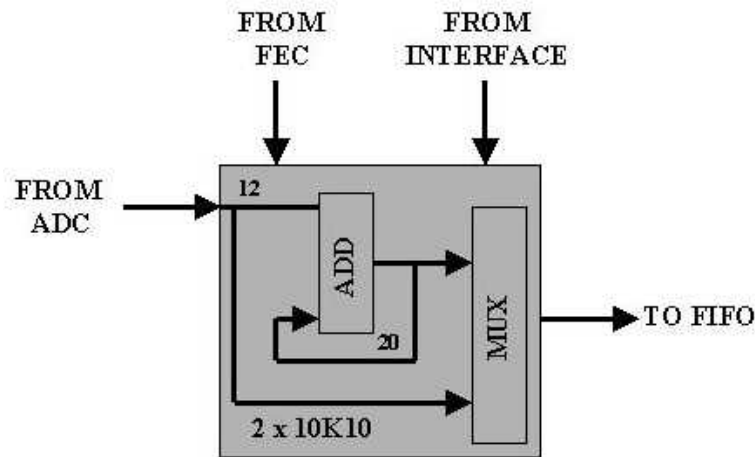 FROM
FEC
FROM
INTERFACE
FROM
ADC
12
ADD
20
MUX
TO FIFO
2 x 10K10